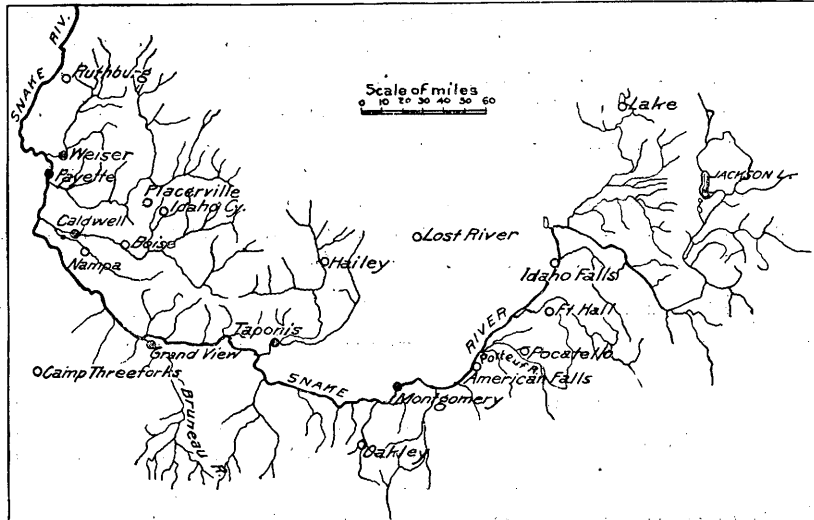 SNAKE RIV.
Ruthburg
Scale of miles
0 10 20 30 40 50 60
Lake
Weiser
Payette
JACKSON L.
Placerville
Idaho Cy.
Caldwell
Boise
Lost River
Nampa
Hailey
Idaho Falls
Ft. Hall
RIVER
Taponis
Grand View
Pocatello
Porteuf R.
American Falls
Camp Threeforks
SNAKE
Montgomery
Bruneau R.
Oakley